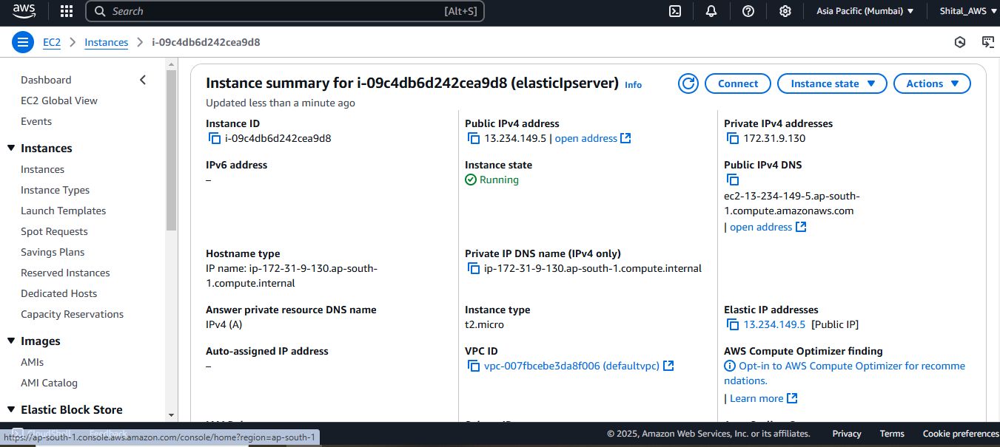 aws
Search [Alt+S]
Asia Pacific (Mumbai)
Shital_AWS
EC2 > Instances > i-09c4db6d242cea9d8
Dashboard
EC2 Global View
Events
Instances
Instances
Instance Types
Launch Templates
Spot Requests
Savings Plans
Reserved Instances
Dedicated Hosts
Capacity Reservations
Images
AMIs
AMI Catalog
Elastic Block Store
Instance summary for i-09c4db6d242cea9d8 (elasticIpserver) Info
Updated less than a minute ago
Connect
Instance state
Actions
Instance ID
i-09c4db6d242cea9d8
Public IPv4 address
13.234.149.5 | open address
Private IPv4 addresses
172.31.9.130
IPv6 address
–
Instance state
Running
Public IPv4 DNS
ec2-13-234-149-5.ap-south-
1.compute.amazonaws.com
| open address
Hostname type
IP name: ip-172-31-9-130.ap-south-
1.compute.internal
Private IP DNS name (IPv4 only)
ip-172-31-9-130.ap-south-1.compute.internal
Answer private resource DNS name
IPv4 (A)
Instance type
t2.micro
Elastic IP addresses
13.234.149.5 [Public IP]
Auto-assigned IP address
–
VPC ID
vpc-007fbcebe3da8f006 (defaultvpc)
AWS Compute Optimizer finding
Opt-in to AWS Compute Optimizer for recomme
ndations.
| Learn more
CloudShell Feedback
https://ap-south-1.console.aws.amazon.com/console/home?region=ap-south-1
© 2025, Amazon Web Services, Inc. or its affiliates.
Privacy
Terms
Cookie preferences